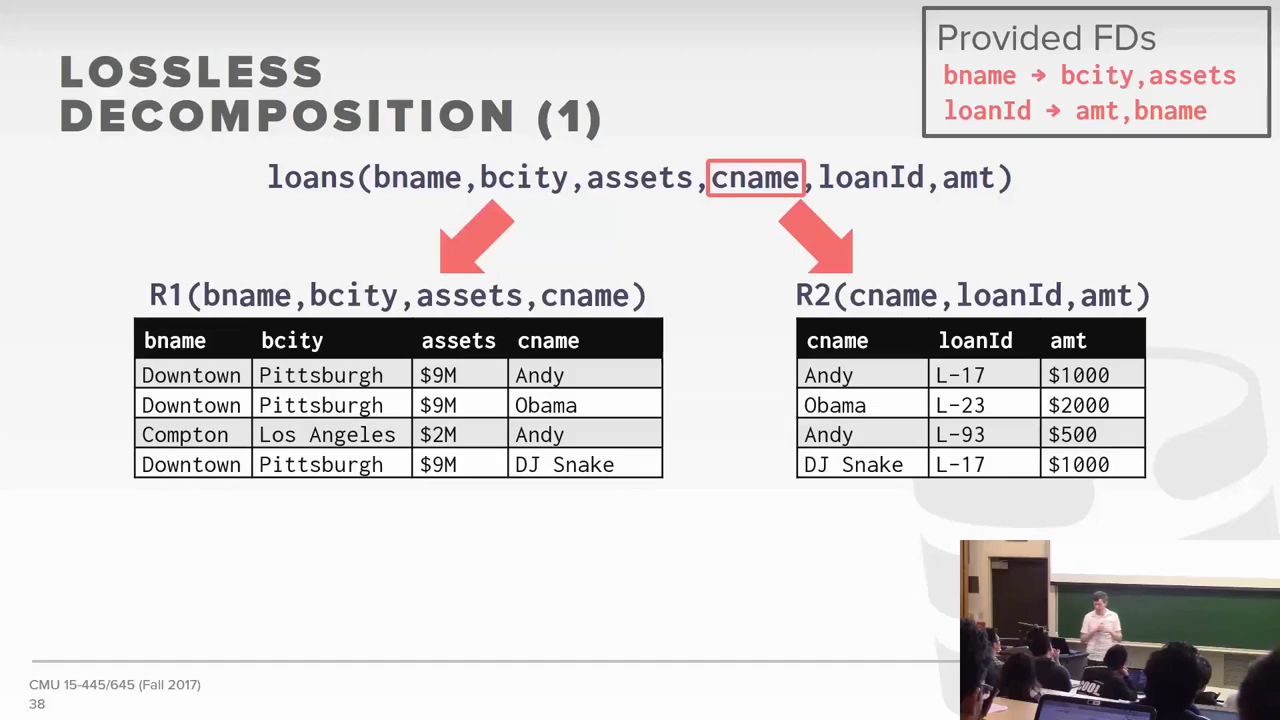 Provided FDs
bname → bcity,assets
loanId → amt,bname
LOSSLESS
DECOMPOSITION (1)
loans(bname,bcity,assets,cname,loanId,amt)
R1(bname,bcity,assets,cname)
bname bcity assets cname
Downtown Pittsburgh $9M Andy
Downtown Pittsburgh $9M Obama
Compton Los Angeles $2M Andy
Downtown Pittsburgh $9M DJ Snake
R2(cname,loanId,amt)
cname loanId amt
Andy L-17 $1000
Obama L-23 $2000
Andy L-93 $500
DJ Snake L-17 $1000
CMU 15-445/645 (Fall 2017)
38